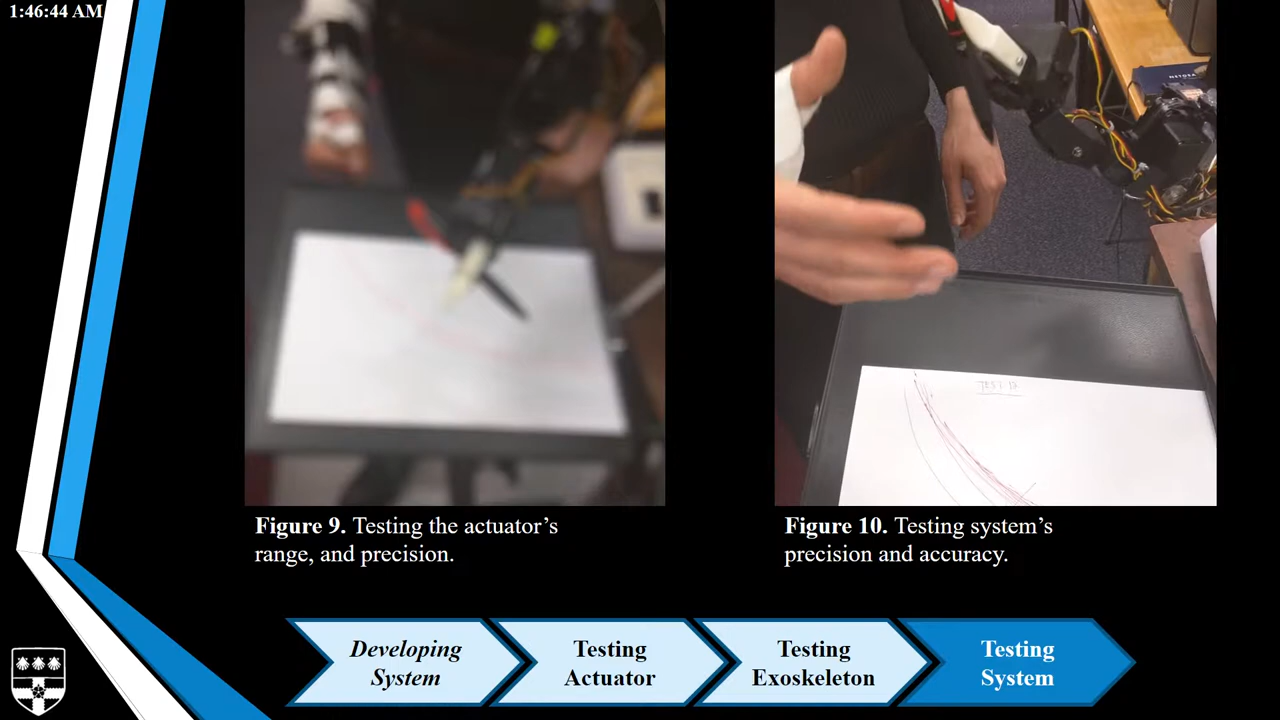 1:46:44 AM
NETGEAR
Figure 9. Testing the actuator’s
range, and precision.
Figure 10. Testing system’s
precision and accuracy.
Developing
System
Testing
Actuator
Testing
Exoskeleton
Testing
System